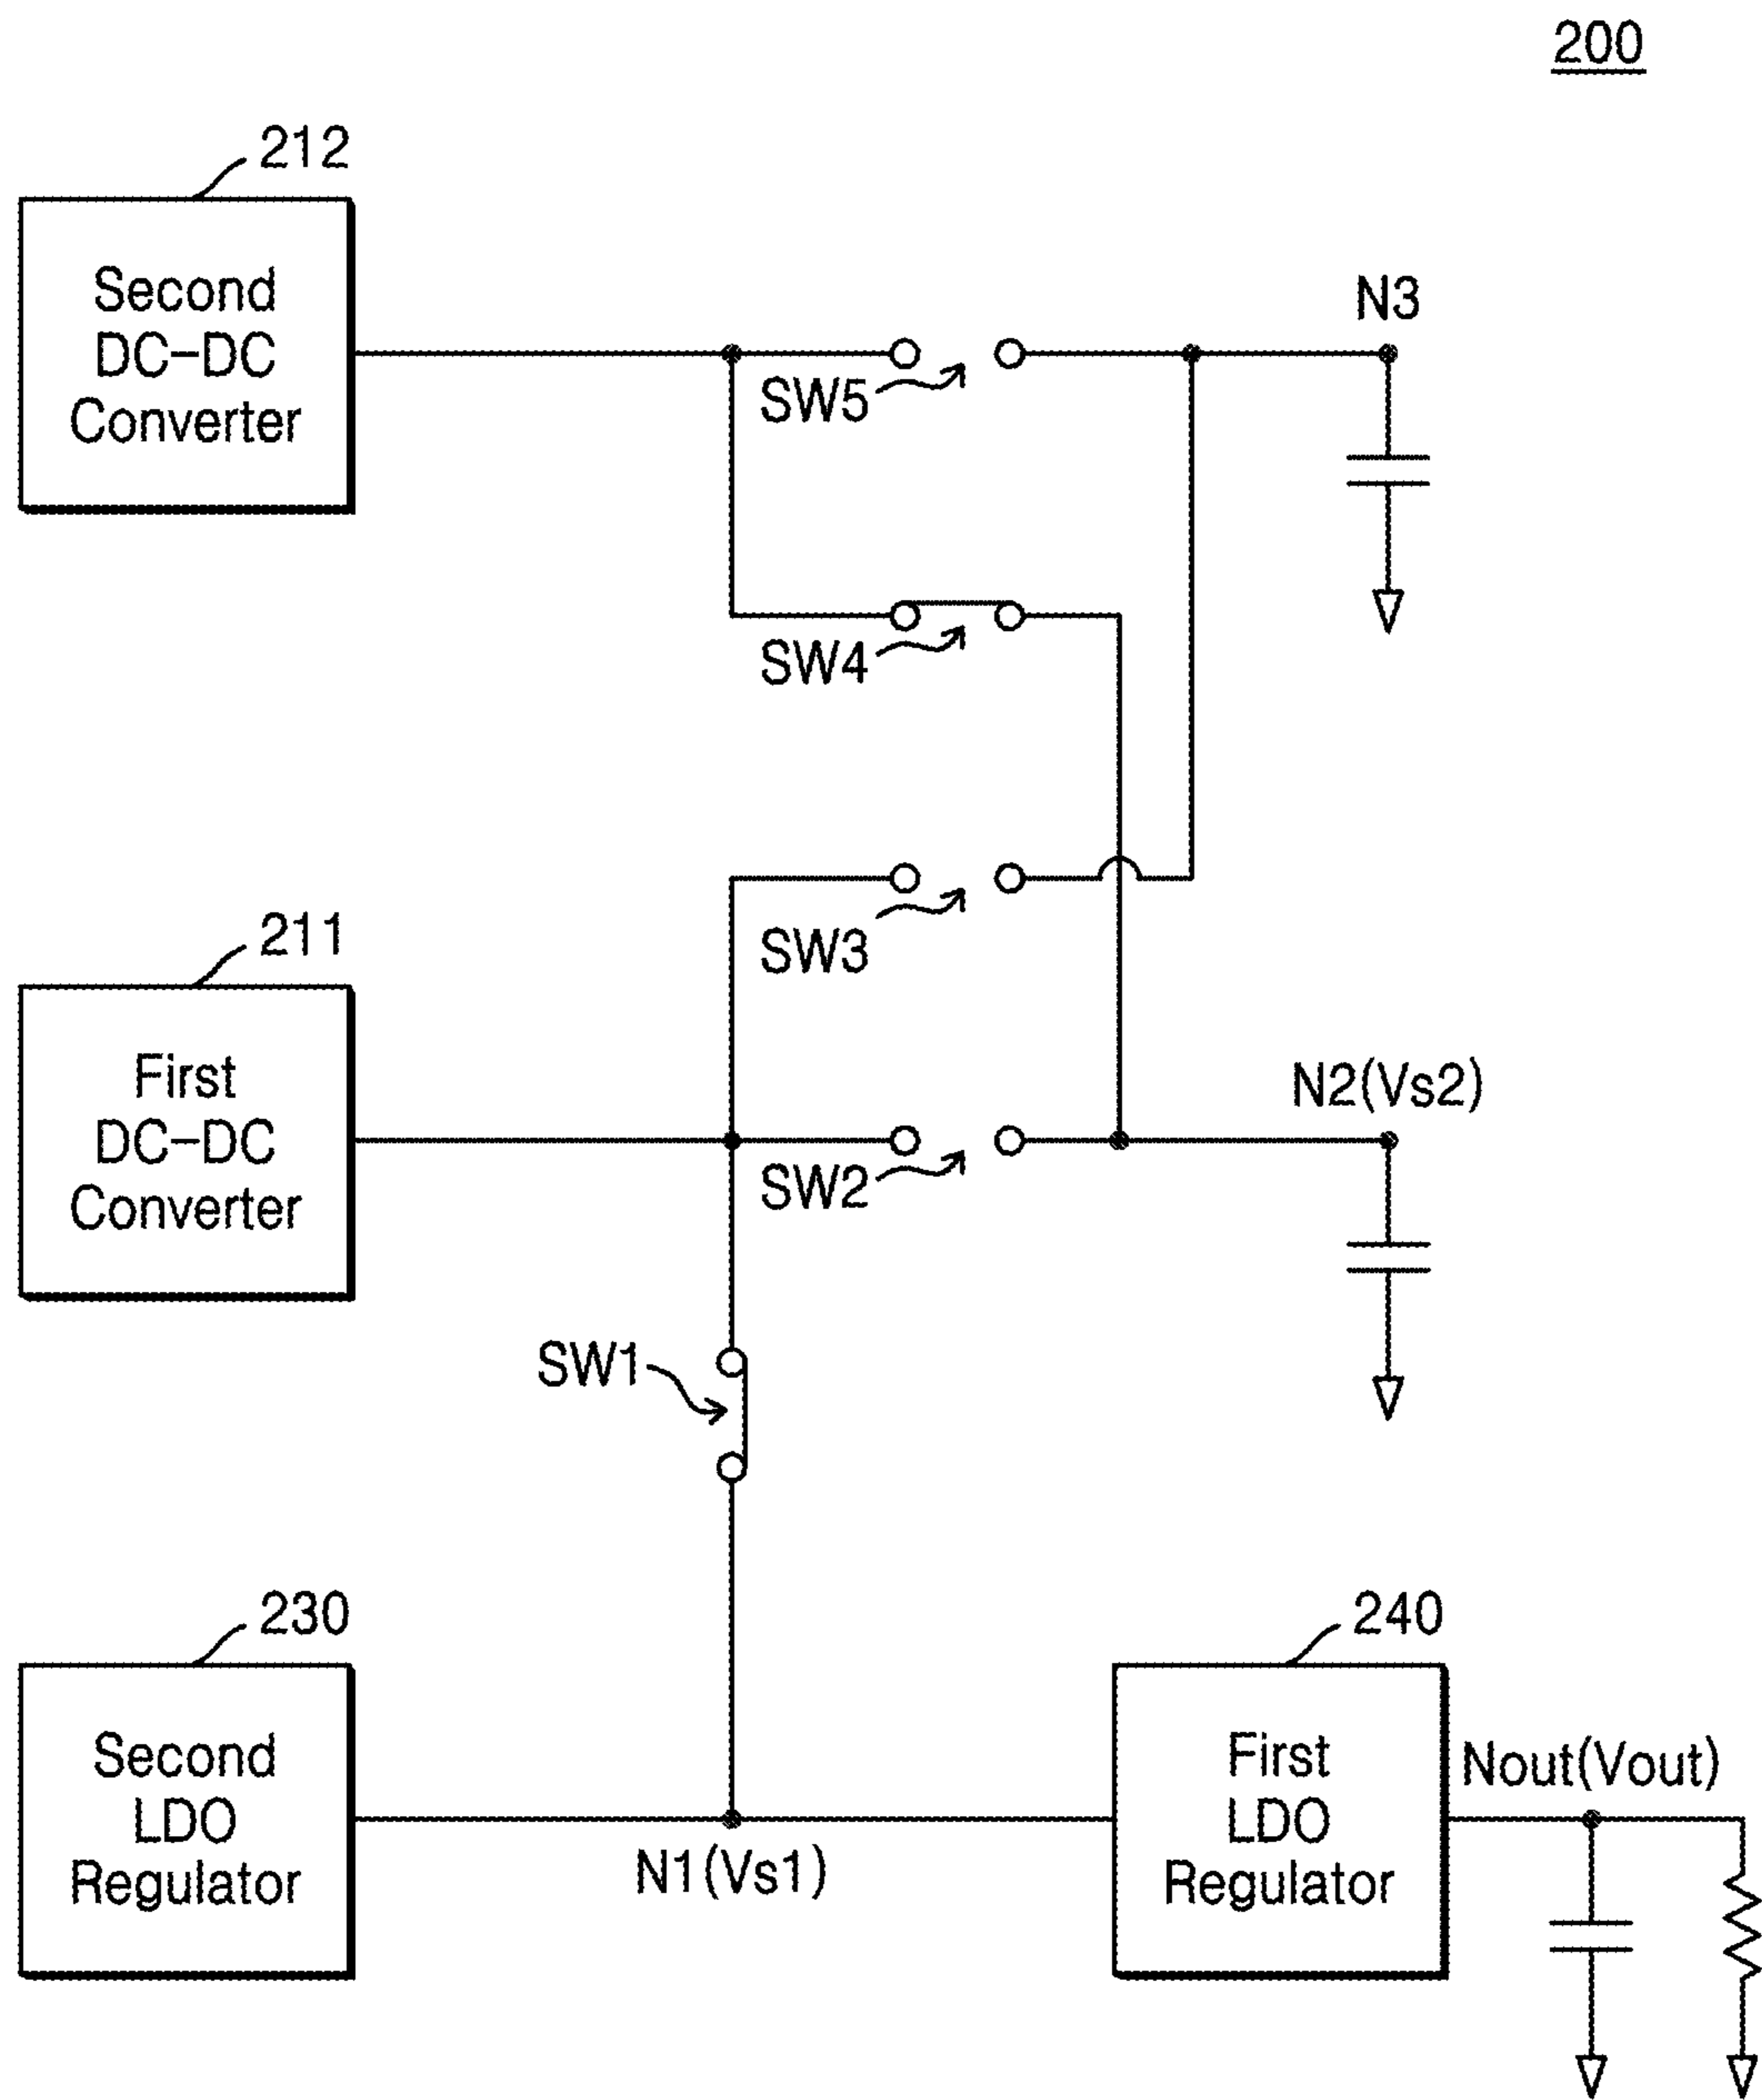 200
212
Second
DC-DC
Converter
N3
SW5
SW4
SW3
211
First
DC-DC
Converter
N2(Vs2)
SW2
SW1
230
240
Second
LDO
Regulator
First
LDO
Regulator
Nout(Vout)
N1(Vs1)